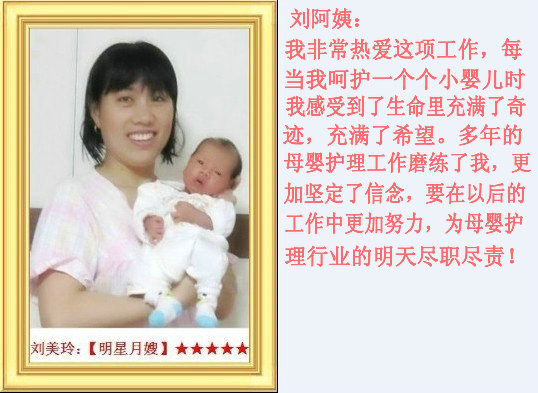 刘阿姨：
我非常热爱这项工作，每
当我呵护一个个小婴儿时
我感受到了生命里充满了奇
迹，充满了希望。多年的
母婴护理工作磨练了我，更
加坚定了信念，要在以后的
工作中更加努力，为母婴护
理行业的明天尽职尽责！
刘美玲：【明星月嫂】★★★★★